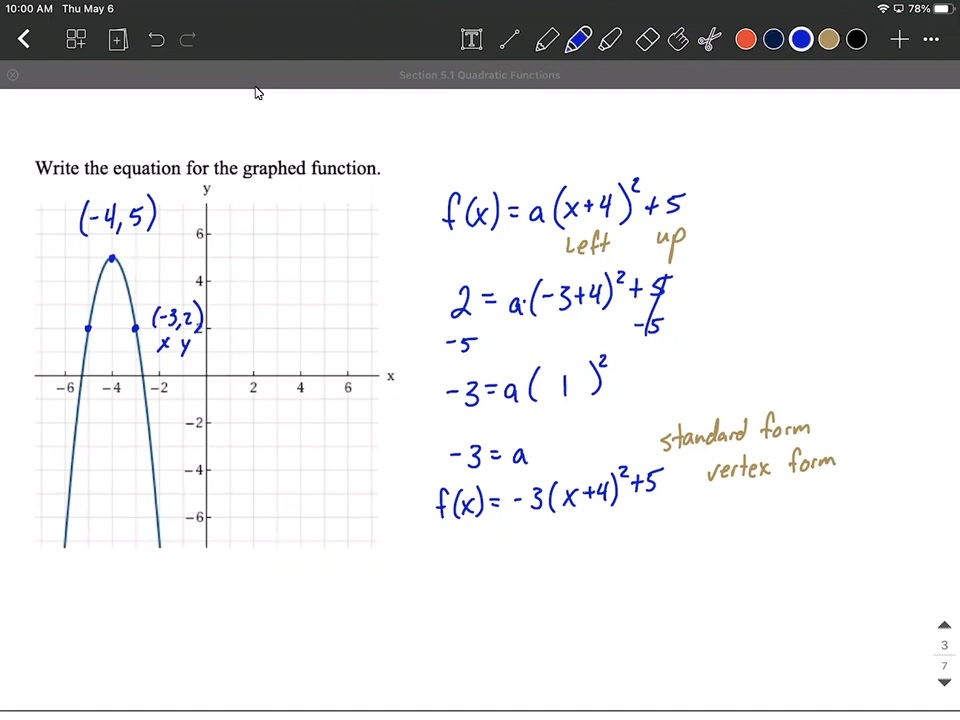 10:00 AM Thu May 6
78%
Section 5.1 Quadratic Functions
Write the equation for the graphed function.
y
(-4, 5)
6
4
(-3, 2)
x y
2
x
-6 -4 -2 2 4 6
-2
-4
-6
f(x) = a(x+4)² + 5
Left up
2 = a·(-3+4)² + 5
-5 -5
-3 = a( 1 )²
-3 = a
f(x) = -3(x+4)² + 5
standard form
vertex form
3
7